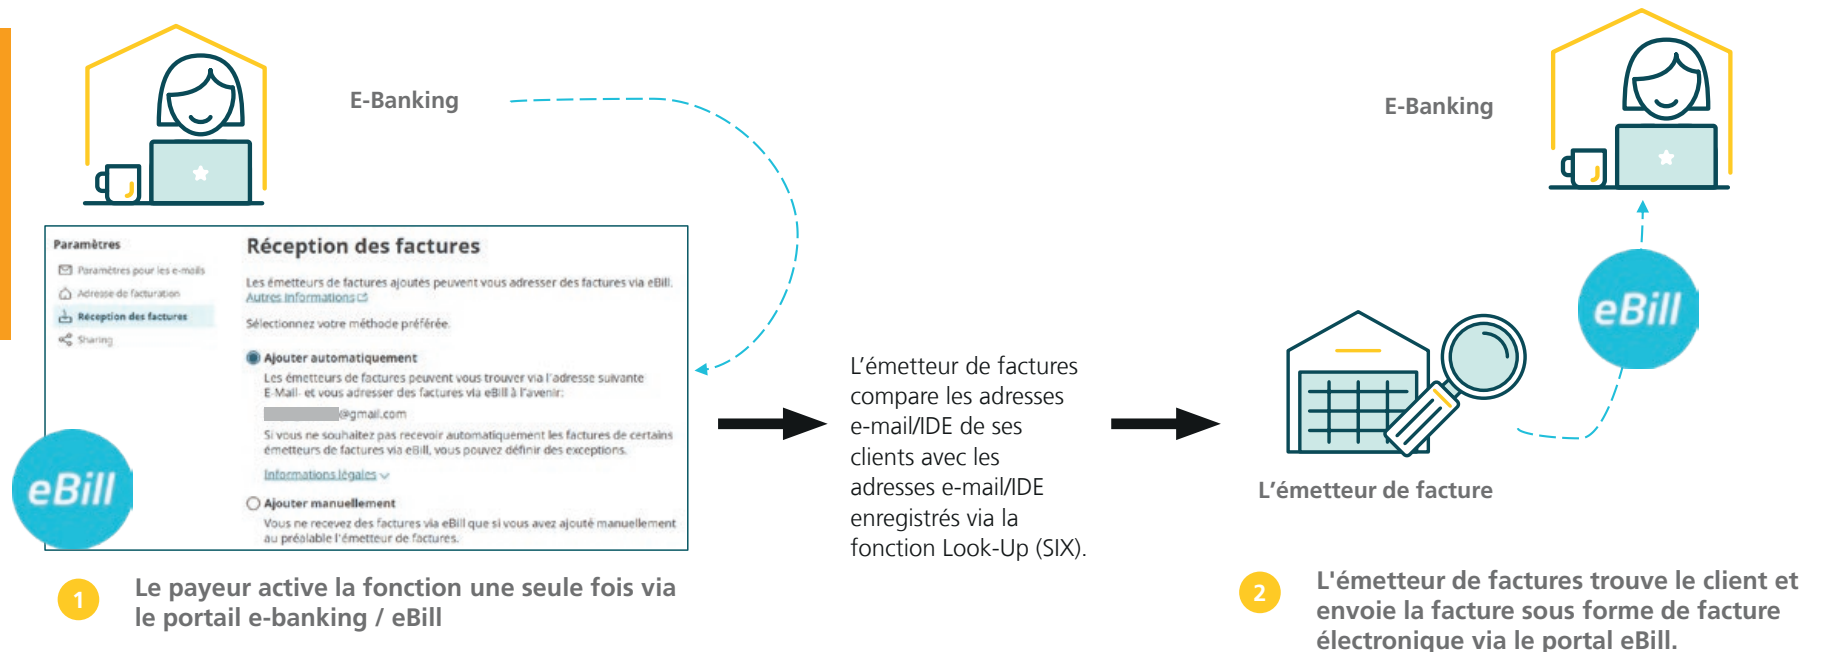 E-Banking
Paramètres
Paramètres pour les e-mails
Adresse de facturation
Réception des factures
Sharing
Réception des factures
Les émetteurs de factures ajoutés peuvent vous adresser des factures via eBill.
Autres informations
Sélectionnez votre méthode préférée.
Ajouter automatiquement
Les émetteurs de factures peuvent vous trouver via l'adresse suivante
E-Mail- et vous adresser des factures via eBill à l'avenir:
@gmail.com
Si vous ne souhaitez pas recevoir automatiquement les factures de certains
émetteurs de factures via eBill, vous pouvez définir des exceptions.
Informations légales
Ajouter manuellement
Vous ne recevez des factures via eBill que si vous avez ajouté manuellement
au préalable l'émetteur de factures.
eBill
1
Le payeur active la fonction une seule fois via
le portail e-banking / eBill
L’émetteur de factures
compare les adresses
e-mail/IDE de ses
clients avec les
adresses e-mail/IDE
enregistrés via la
fonction Look-Up (SIX).
E-Banking
eBill
L’émetteur de facture
2
L'émetteur de factures trouve le client et
envoie la facture sous forme de facture
électronique via le portal eBill.